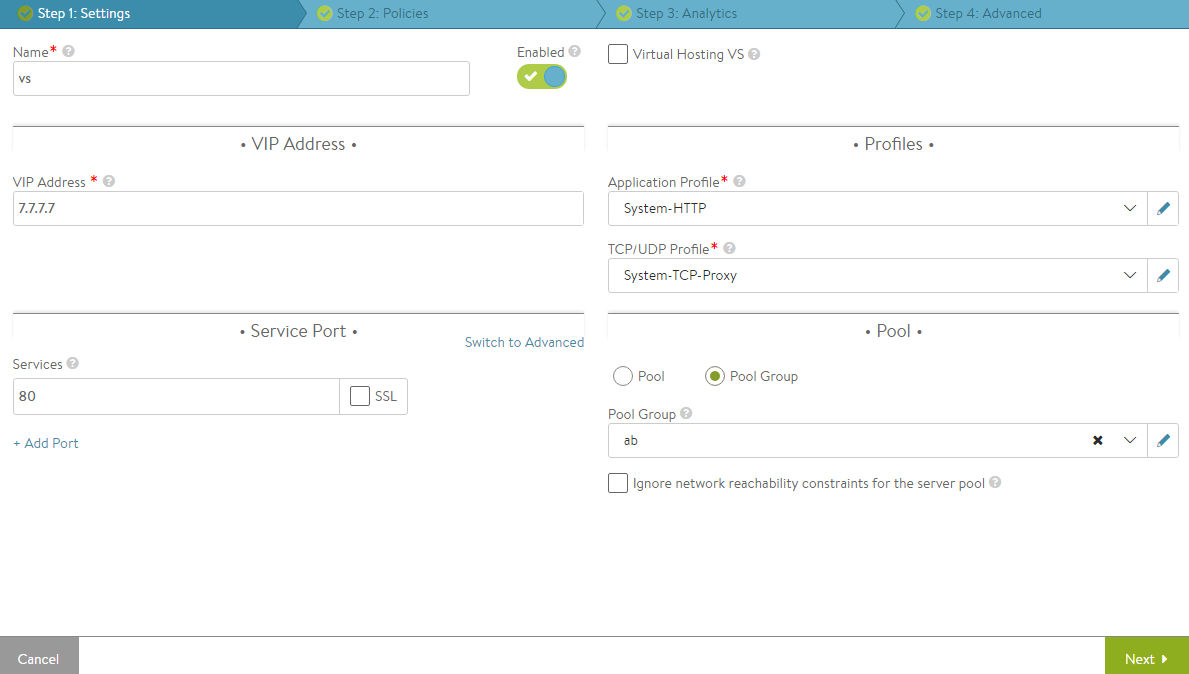 Step 1: Settings
Step 2: Policies
Step 3: Analytics
Step 4: Advanced
Name* ?
Enabled ?
Virtual Hosting VS ?
vs
• VIP Address •
• Profiles •
VIP Address * ?
Application Profile* ?
7.7.7.7
System-HTTP
TCP/UDP Profile* ?
System-TCP-Proxy
• Service Port •
• Pool •
Switch to Advanced
Services ?
Pool
Pool Group
80
SSL
Pool Group ?
ab
+ Add Port
Ignore network reachability constraints for the server pool ?
Cancel
Next